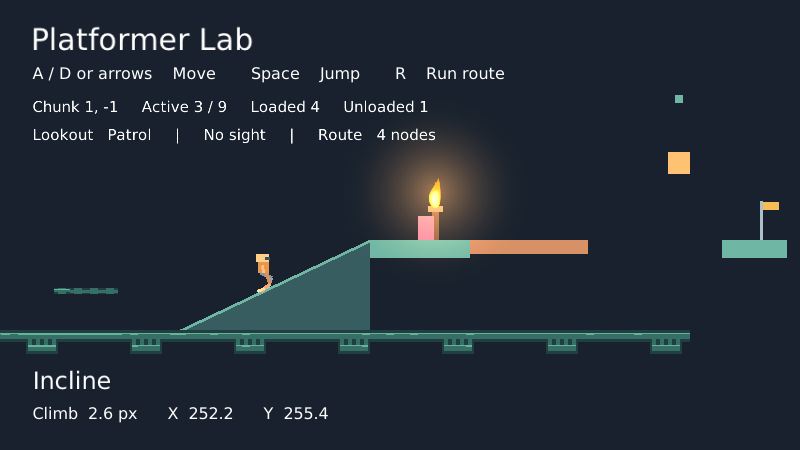 Platformer Lab
A / D or arrows Move Space Jump R Run route
Chunk 1, -1 Active 3 / 9 Loaded 4 Unloaded 1
Lookout Patrol | No sight | Route 4 nodes
Incline
Climb 2.6 px X 252.2 Y 255.4